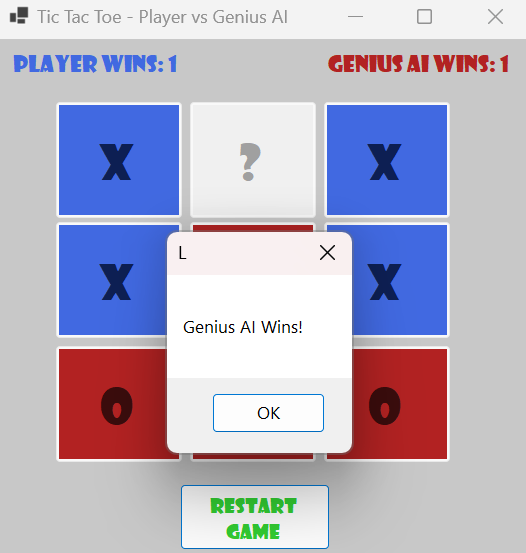 Tic Tac Toe - Player vs Genius AI
PLAYER WINS: 1
GENIUS AI WINS: 1
X ? X
X X
L
Genius AI Wins!
OK
O O
RESTART
GAME